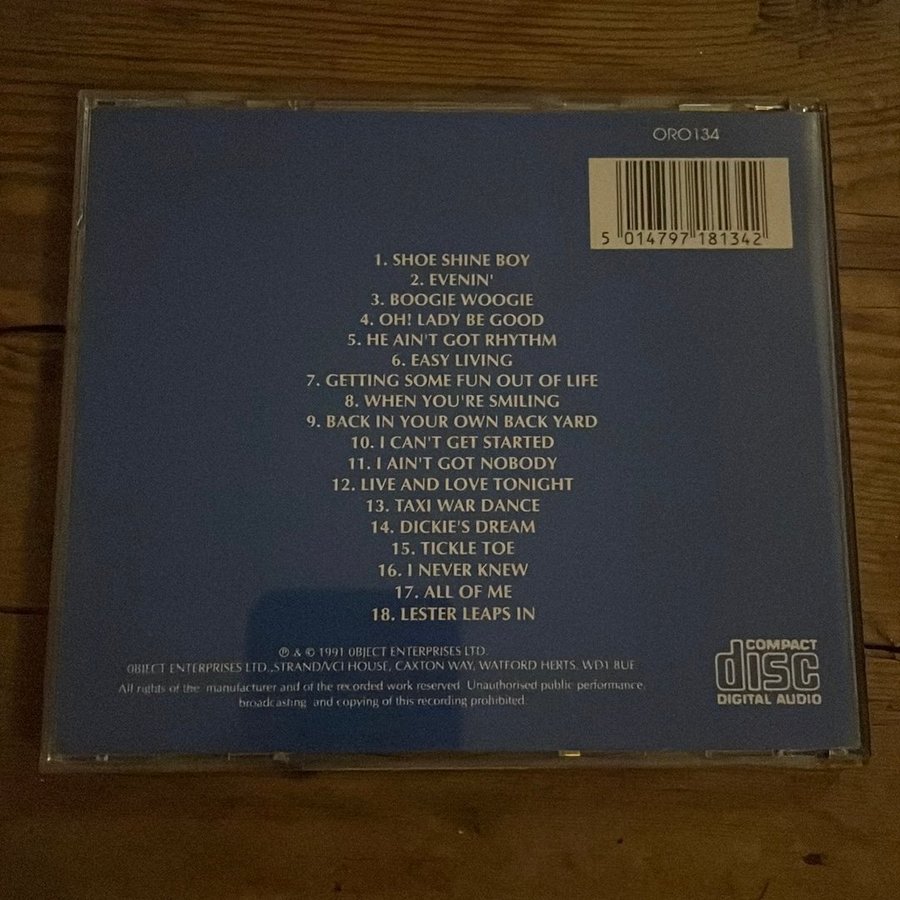 ORO134
5 014797 181342
1. SHOE SHINE BOY
2. EVENIN'
3. BOOGIE WOOGIE
4. OH! LADY BE GOOD
5. HE AIN'T GOT RHYTHM
6. EASY LIVING
7. GETTING SOME FUN OUT OF LIFE
8. WHEN YOU'RE SMILING
9. BACK IN YOUR OWN BACK YARD
10. I CAN'T GET STARTED
11. I AIN'T GOT NOBODY
12. LIVE AND LOVE TONIGHT
13. TAXI WAR DANCE
14. DICKIE'S DREAM
15. TICKLE TOE
16. I NEVER KNEW
17. ALL OF ME
18. LESTER LEAPS IN
℗ & © 1991 0BJECT ENTERPRISES LTD.
0BJECT ENTERPRISES LTD.,STRAND/VCI HOUSE, CAXTON WAY, WATFORD HERTS. WD1 8UF
All rights of the manufacturer and of the recorded work reserved. Unauthorised public performance,
broadcasting and copying of this recording prohibited.
COMPACT
disc
DIGITAL AUDIO